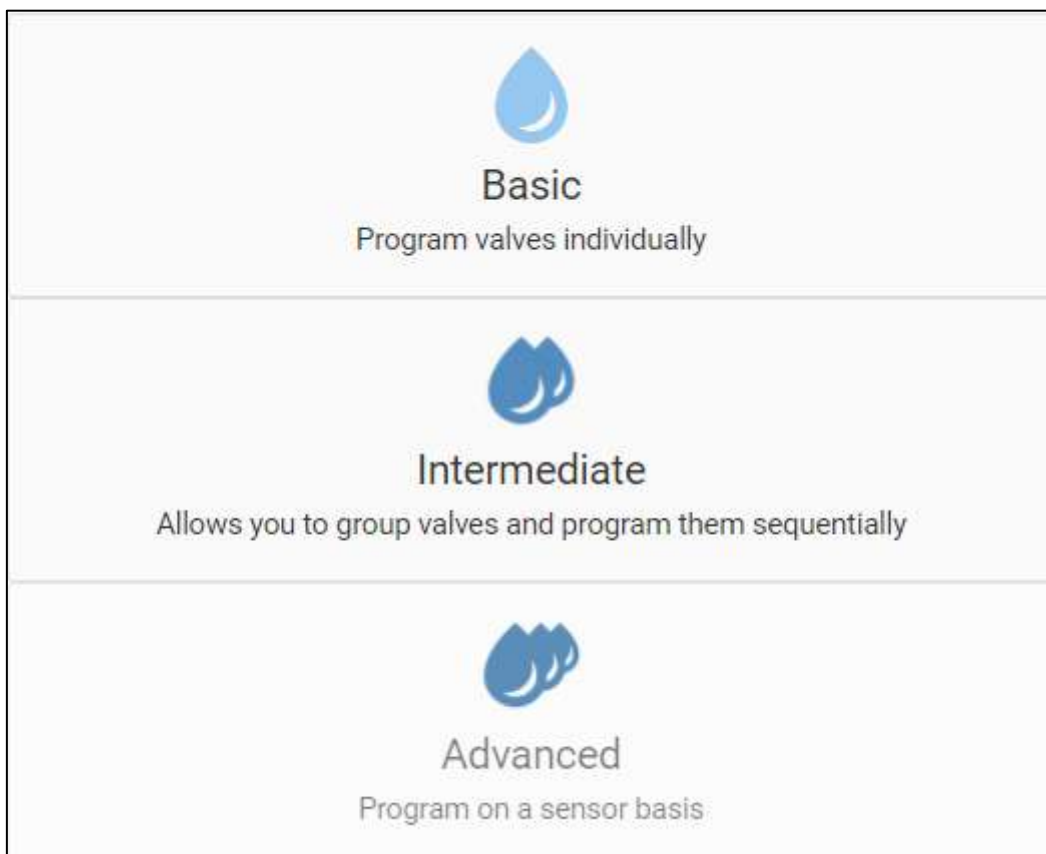 Basic
Program valves individually
Intermediate
Allows you to group valves and program them sequentially
Advanced
Program on a sensor basis